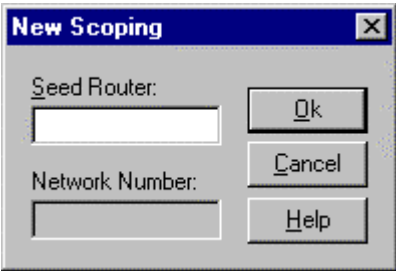 New Scoping
Seed Router:
Ok
Cancel
Network Number:
Help